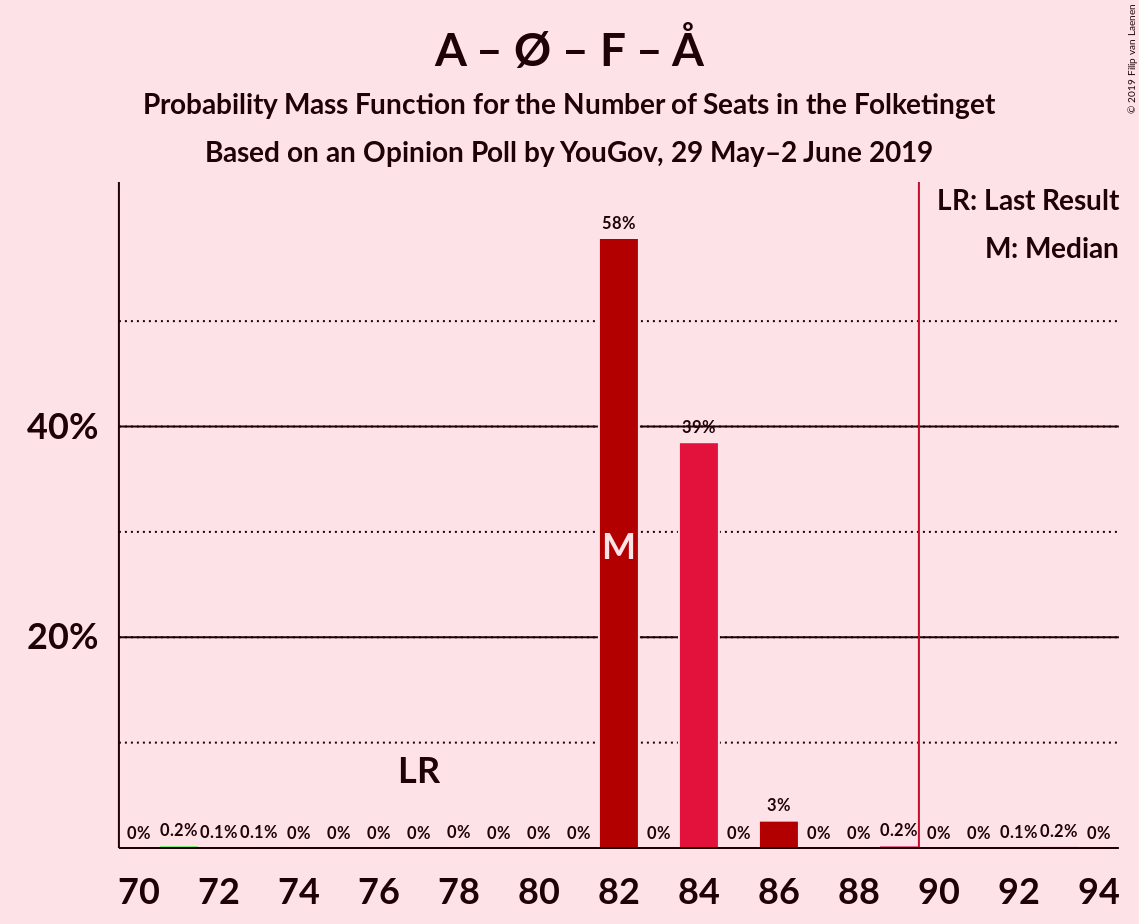 A – Ø – F – Å
Probability Mass Function for the Number of Seats in the Folketinget
Based on an Opinion Poll by YouGov, 29 May–2 June 2019
© 2019 Filip van Laenen
LR: Last Result
M: Median
58%
40%
39%
M
20%
LR
3%
0% 0.2% 0.1% 0.1% 0% 0% 0% 0% 0% 0% 0% 0% 0% 0% 0% 0% 0.2% 0% 0% 0.1% 0.2% 0%
70 72 74 76 78 80 82 84 86 88 90 92 94